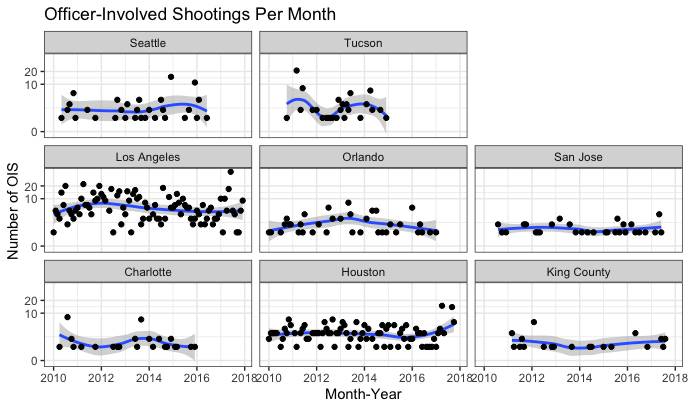 Officer-Involved Shootings Per Month
Seattle Tucson
20
10
0
Los Angeles Orlando San Jose
20
10
0
Charlotte Houston King County
20
10
0
Number of OIS
2010 2012 2014 2016 2018 2010 2012 2014 2016 2018 2010 2012 2014 2016 2018
Month-Year